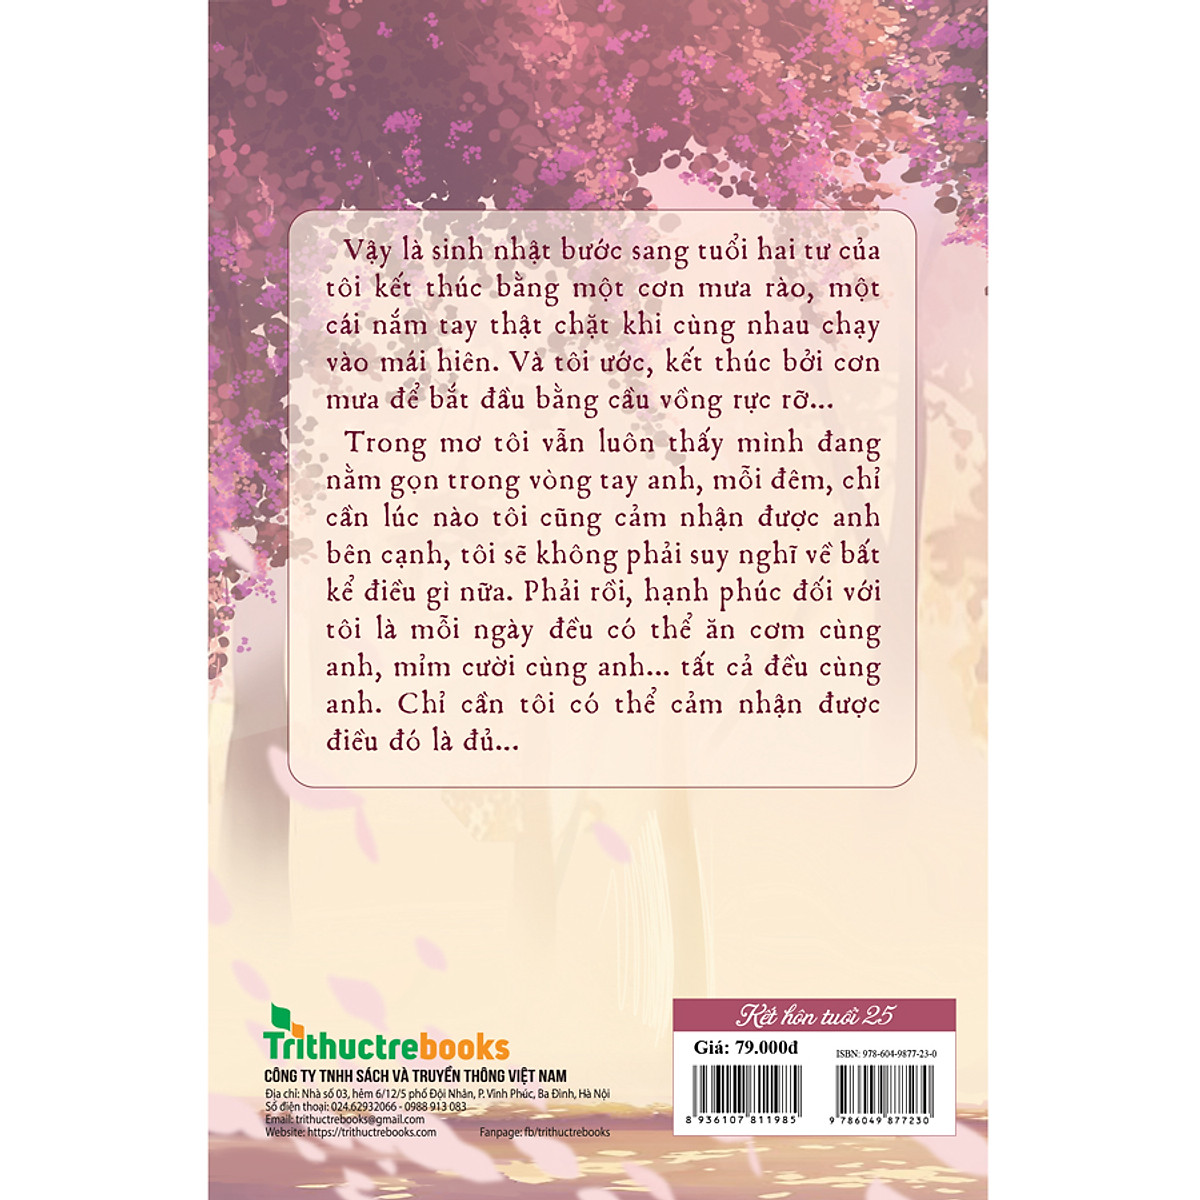 Vậy là sinh nhật bước sang tuổi hai tư của
tôi kết thúc bằng một cơn mưa rào, một
cái nắm tay thật chặt khi cùng nhau chạy
vào mái hiên. Và tôi ước, kết thúc bởi cơn
mưa để bắt đầu bằng cầu vồng rực rỡ...
Trong mơ tôi vẫn luôn thấy mình đang
nằm gọn trong vòng tay anh, mỗi đêm, chỉ
cần lúc nào tôi cũng cảm nhận được anh
bên cạnh, tôi sẽ không phải suy nghĩ về bất
kể điều gì nữa. Phải rồi, hạnh phúc đối với
tôi là mỗi ngày đều có thể ăn cơm cùng
anh, mỉm cười cùng anh... tất cả đều cùng
anh. Chỉ cần tôi có thể cảm nhận được
điều đó là đủ...
Trithuctrebooks
CÔNG TY TNHH SÁCH VÀ TRUYỀN THÔNG VIỆT NAM
Địa chỉ: Nhà số 03, hẻm 6/12/5 phố Đội Nhân, P. Vĩnh Phúc, Ba Đình, Hà Nội
Số điện thoại: 024.62932066 - 0988 913 083
Email: trithuctrebooks@gmail.com
Website: https://trithuctrebooks.com Fanpage: fb/trithuctrebooks
Kết hôn tuổi 25
Giá: 79.000đ
ISBN: 978-604-9877-23-0
8 936107 811985
9 786049 877230